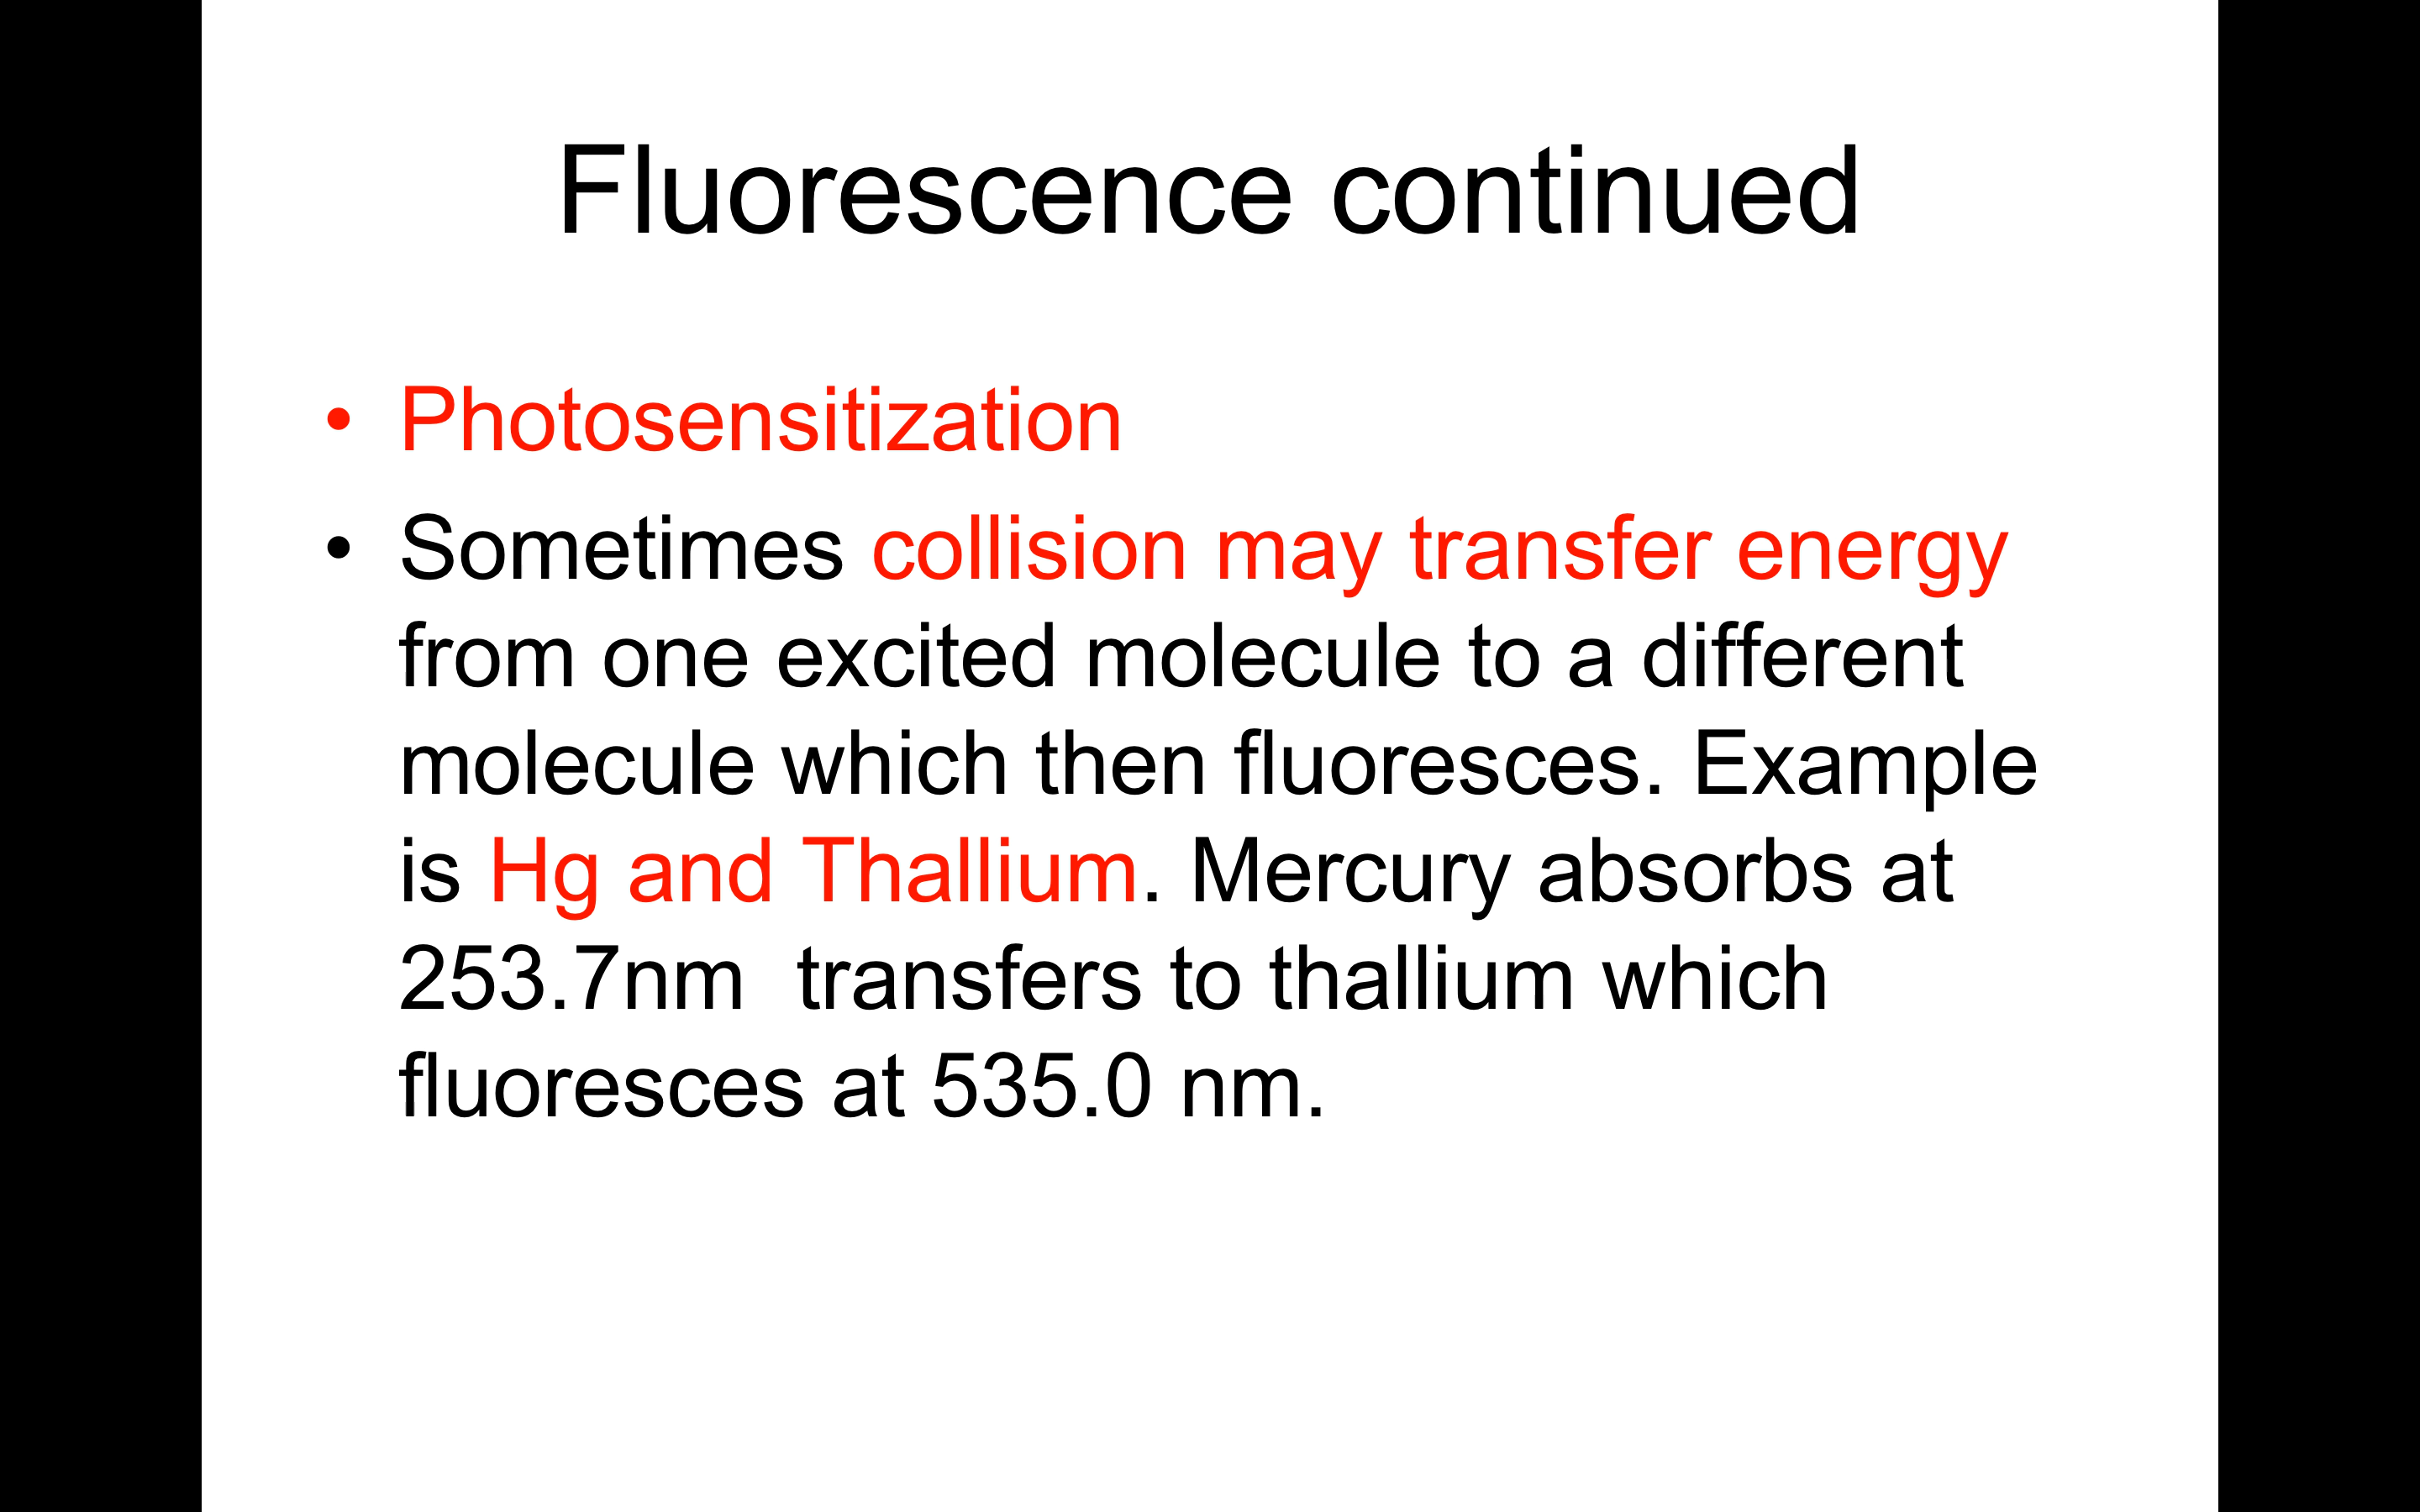 Fluorescence continued
• Photosensitization
• Sometimes collision may transfer energy
from one excited molecule to a different
molecule which then fluoresces. Example
is Hg and Thallium. Mercury absorbs at
253.7nm  transfers to thallium which
fluoresces at 535.0 nm.